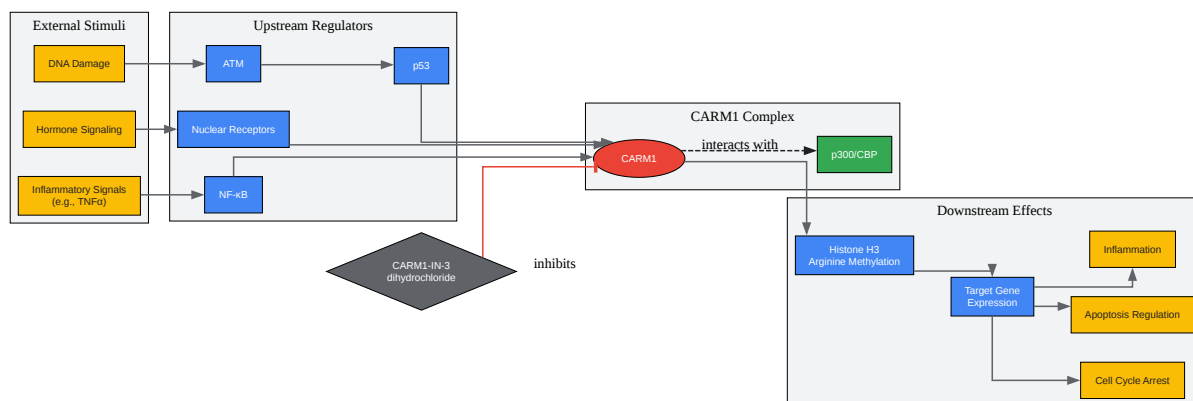 External Stimuli
DNA Damage
Hormone Signaling
Inflammatory Signals
(e.g., TNFα)
Upstream Regulators
ATM
p53
Nuclear Receptors
NF-κB
CARM1-IN-3
dihydrochloride
inhibits
CARM1 Complex
CARM1
interacts with
p300/CBP
Downstream Effects
Histone H3
Arginine Methylation
Target Gene
Expression
Inflammation
Apoptosis Regulation
Cell Cycle Arrest